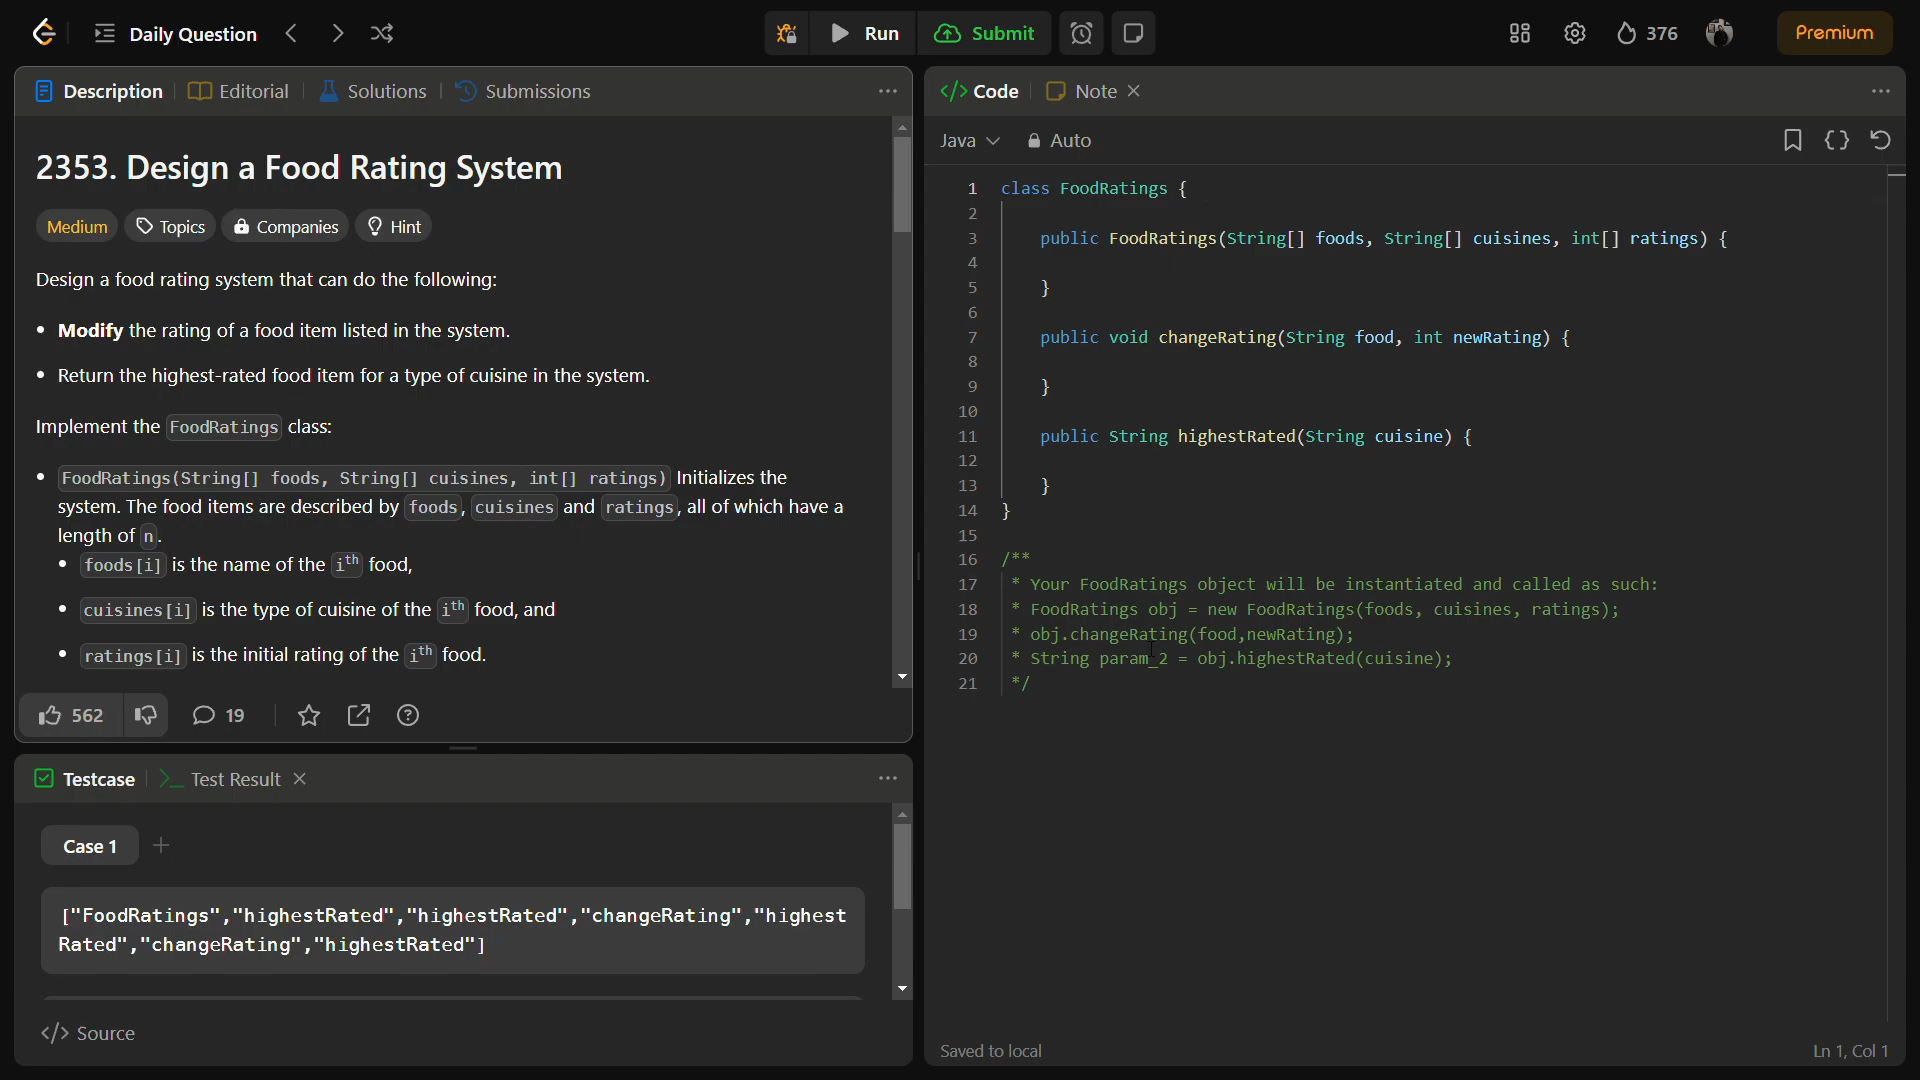 Daily Question
Run
Submit
376
Premium
Description
Editorial
Solutions
Submissions
2353. Design a Food Rating System
Medium
Topics
Companies
Hint
Design a food rating system that can do the following:
• Modify the rating of a food item listed in the system.
• Return the highest-rated food item for a type of cuisine in the system.
Implement the FoodRatings class:
• FoodRatings(String[] foods, String[] cuisines, int[] ratings) Initializes the
system. The food items are described by foods, cuisines and ratings, all of which have a
length of n.
• foods[i] is the name of the ith food,
• cuisines[i] is the type of cuisine of the ith food, and
• ratings[i] is the initial rating of the ith food.
562
19
Testcase
Test Result
Case 1
["FoodRatings","highestRated","highestRated","changeRating","highest
Rated","changeRating","highestRated"]
</> Source
</> Code
Note
Java
Auto
1 class FoodRatings {
2
3     public FoodRatings(String[] foods, String[] cuisines, int[] ratings) {
4
5     }
6
7     public void changeRating(String food, int newRating) {
8
9     }
10
11     public String highestRated(String cuisine) {
12
13     }
14 }
15
16 /**
17  * Your FoodRatings object will be instantiated and called as such:
18  * FoodRatings obj = new FoodRatings(foods, cuisines, ratings);
19  * obj.changeRating(food,newRating);
20  * String param_2 = obj.highestRated(cuisine);
21  */
Saved to local
Ln 1, Col 1